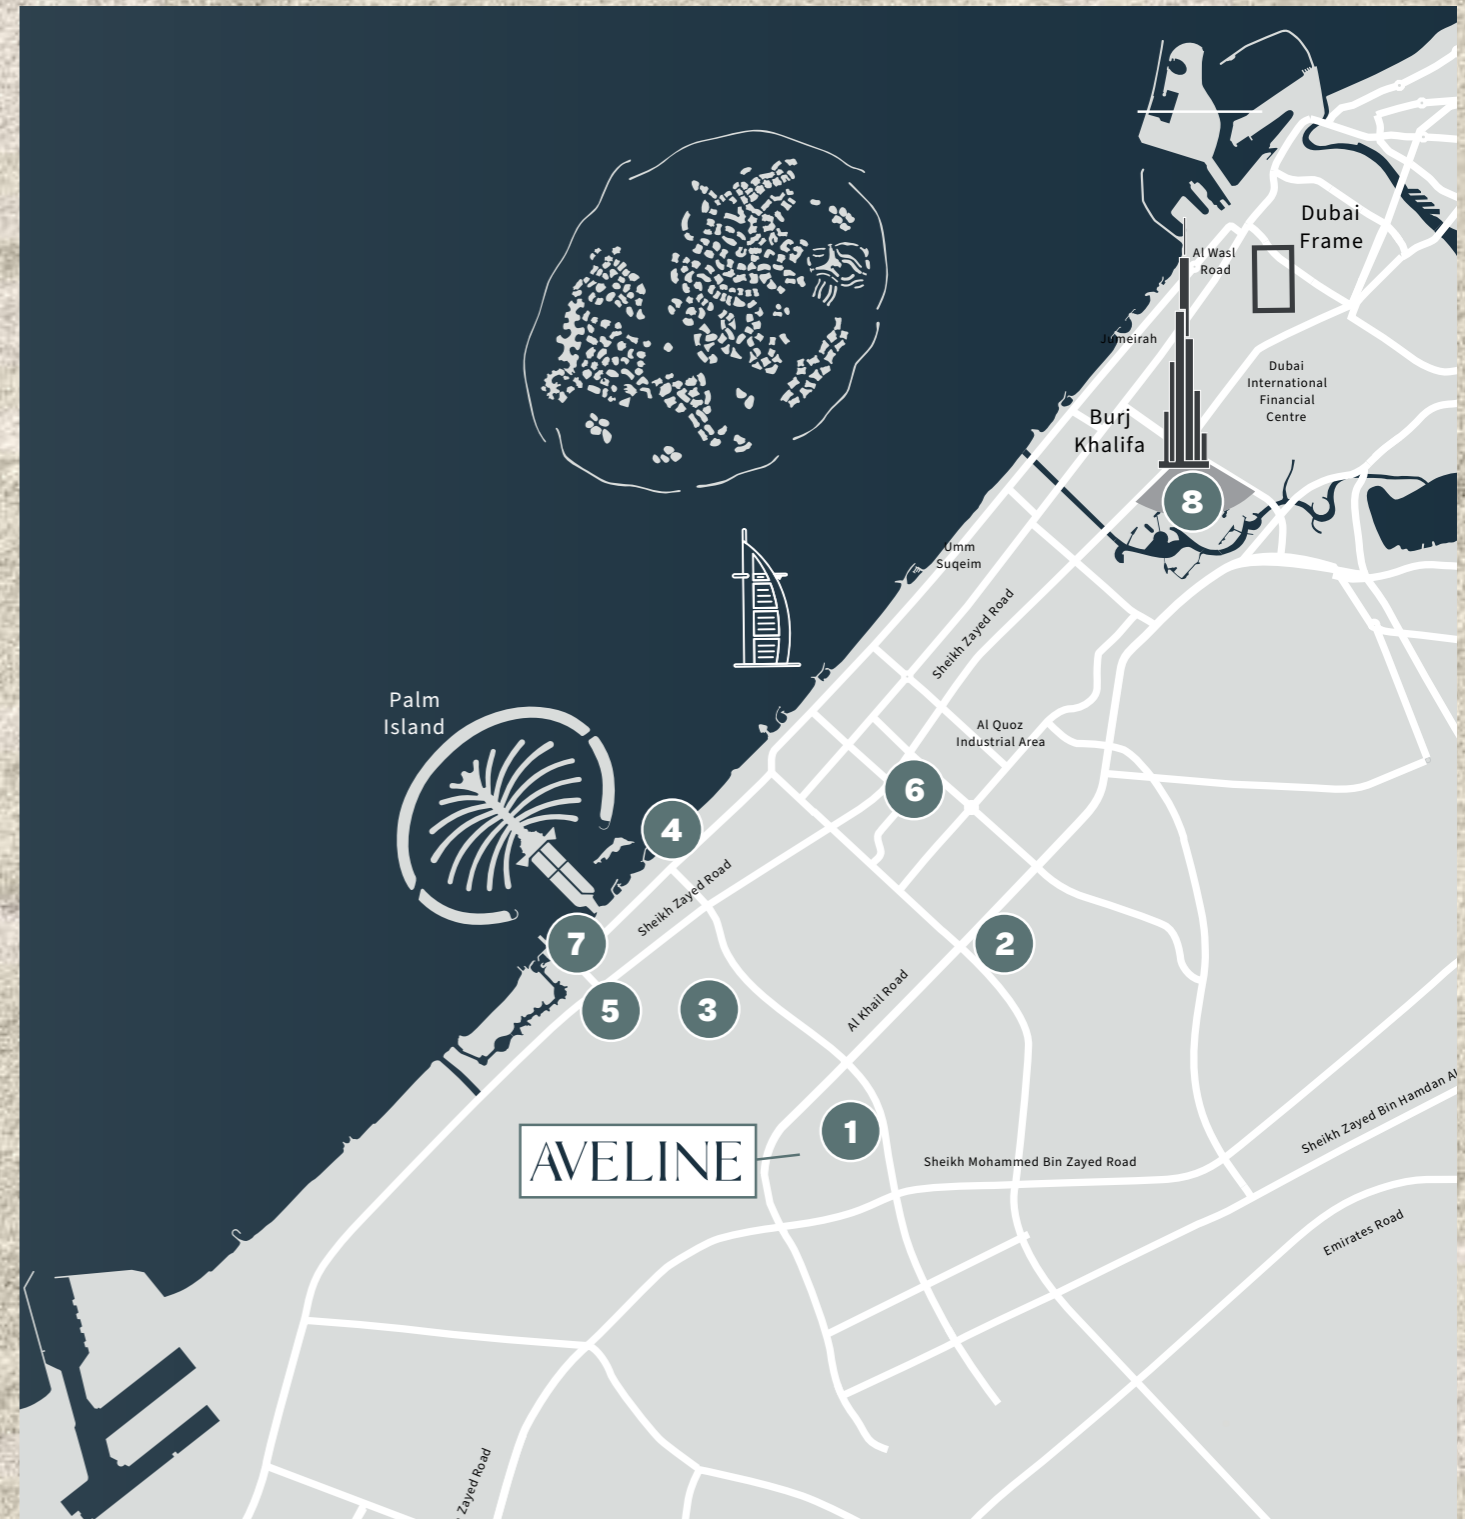 Dubai
Frame
Al Wasl
Road
Jumeirah
Dubai
International
Financial
Centre
Burj
Khalifa
8
Umm
Suqeim
Sheikh Zayed Road
Palm
Island
Al Quoz
Industrial Area
6
4
Sheikh Zayed Road
7
2
5
3
Al Khail Road
1
AVELINE
Sheikh Mohammed Bin Zayed Road
Sheikh Zayed Bin Hamdan
Emirates Road
Zayed Road